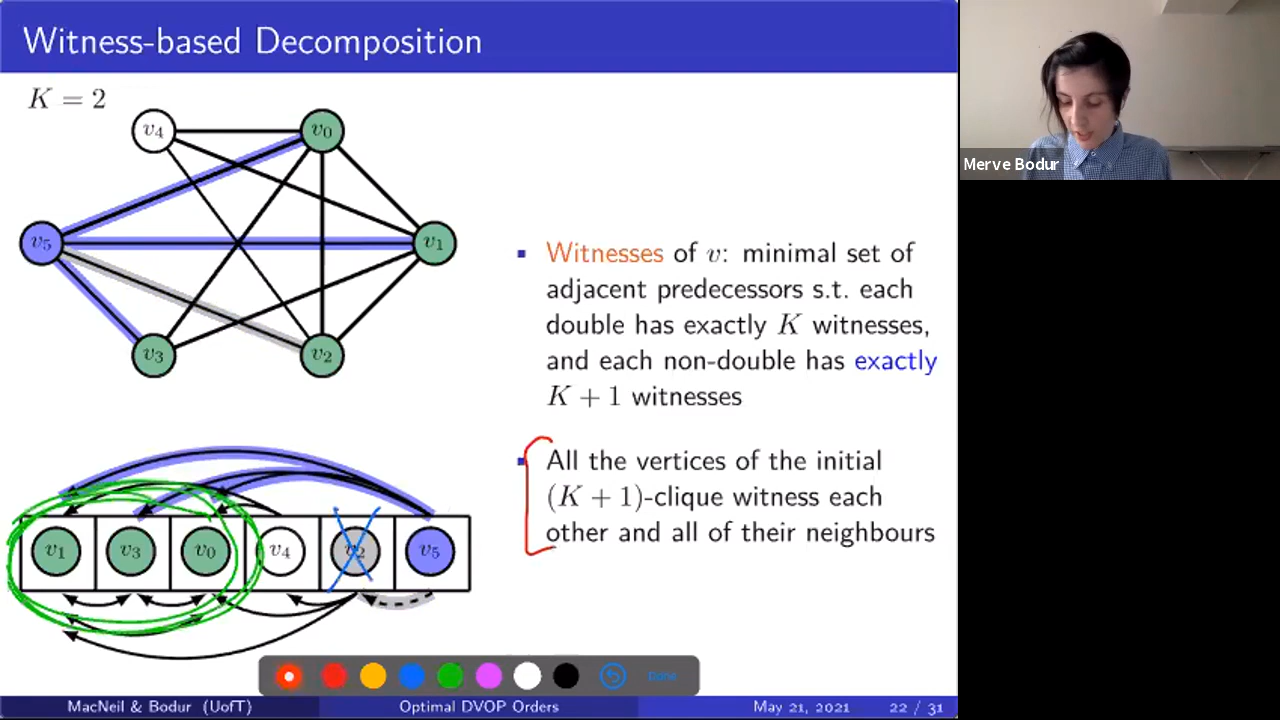 Witness-based Decomposition
K = 2
v4
v0
v5
v1
v3
v2
Witnesses of v: minimal set of
adjacent predecessors s.t. each
double has exactly K witnesses,
and each non-double has exactly
K + 1 witnesses
All the vertices of the initial
(K + 1)-clique witness each
other and all of their neighbours
v1 v3 v0 v4 v2 v5
Done
MacNeil & Bodur (UofT) Optimal DVOP Orders May 21, 2021 22 / 31
Merve Bodur